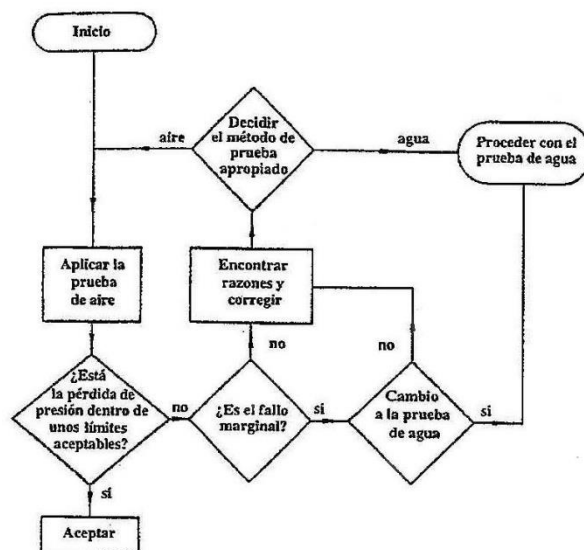 Inicio
Decidir
el método de
prueba
apropiado
aire
agua
Proceder con el
prueba de agua
Aplicar la
prueba
de aire
Encontrar
razones y
corregir
no
no
¿Está
la pérdida de
presión dentro de
unos límites
aceptables?
no
¿Es el fallo
marginal?
si
Cambio
a la prueba
de agua
si
sí
Aceptar